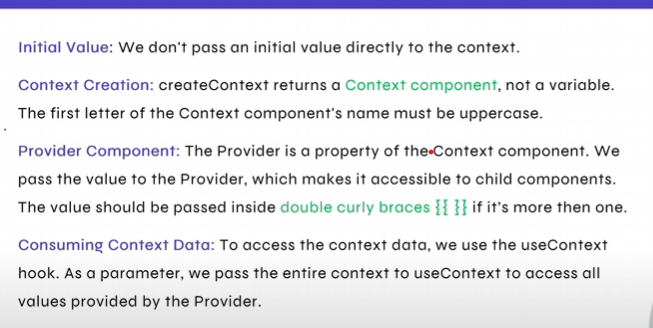 Initial Value: We don't pass an initial value directly to the context.
Context Creation: createContext returns a Context component, not a variable.
The first letter of the Context component's name must be uppercase.
Provider Component: The Provider is a property of the Context component. We
pass the value to the Provider, which makes it accessible to child components.
The value should be passed inside double curly braces {{ }} if it's more then one.
Consuming Context Data: To access the context data, we use the useContext
hook. As a parameter, we pass the entire context to useContext to access all
values provided by the Provider.